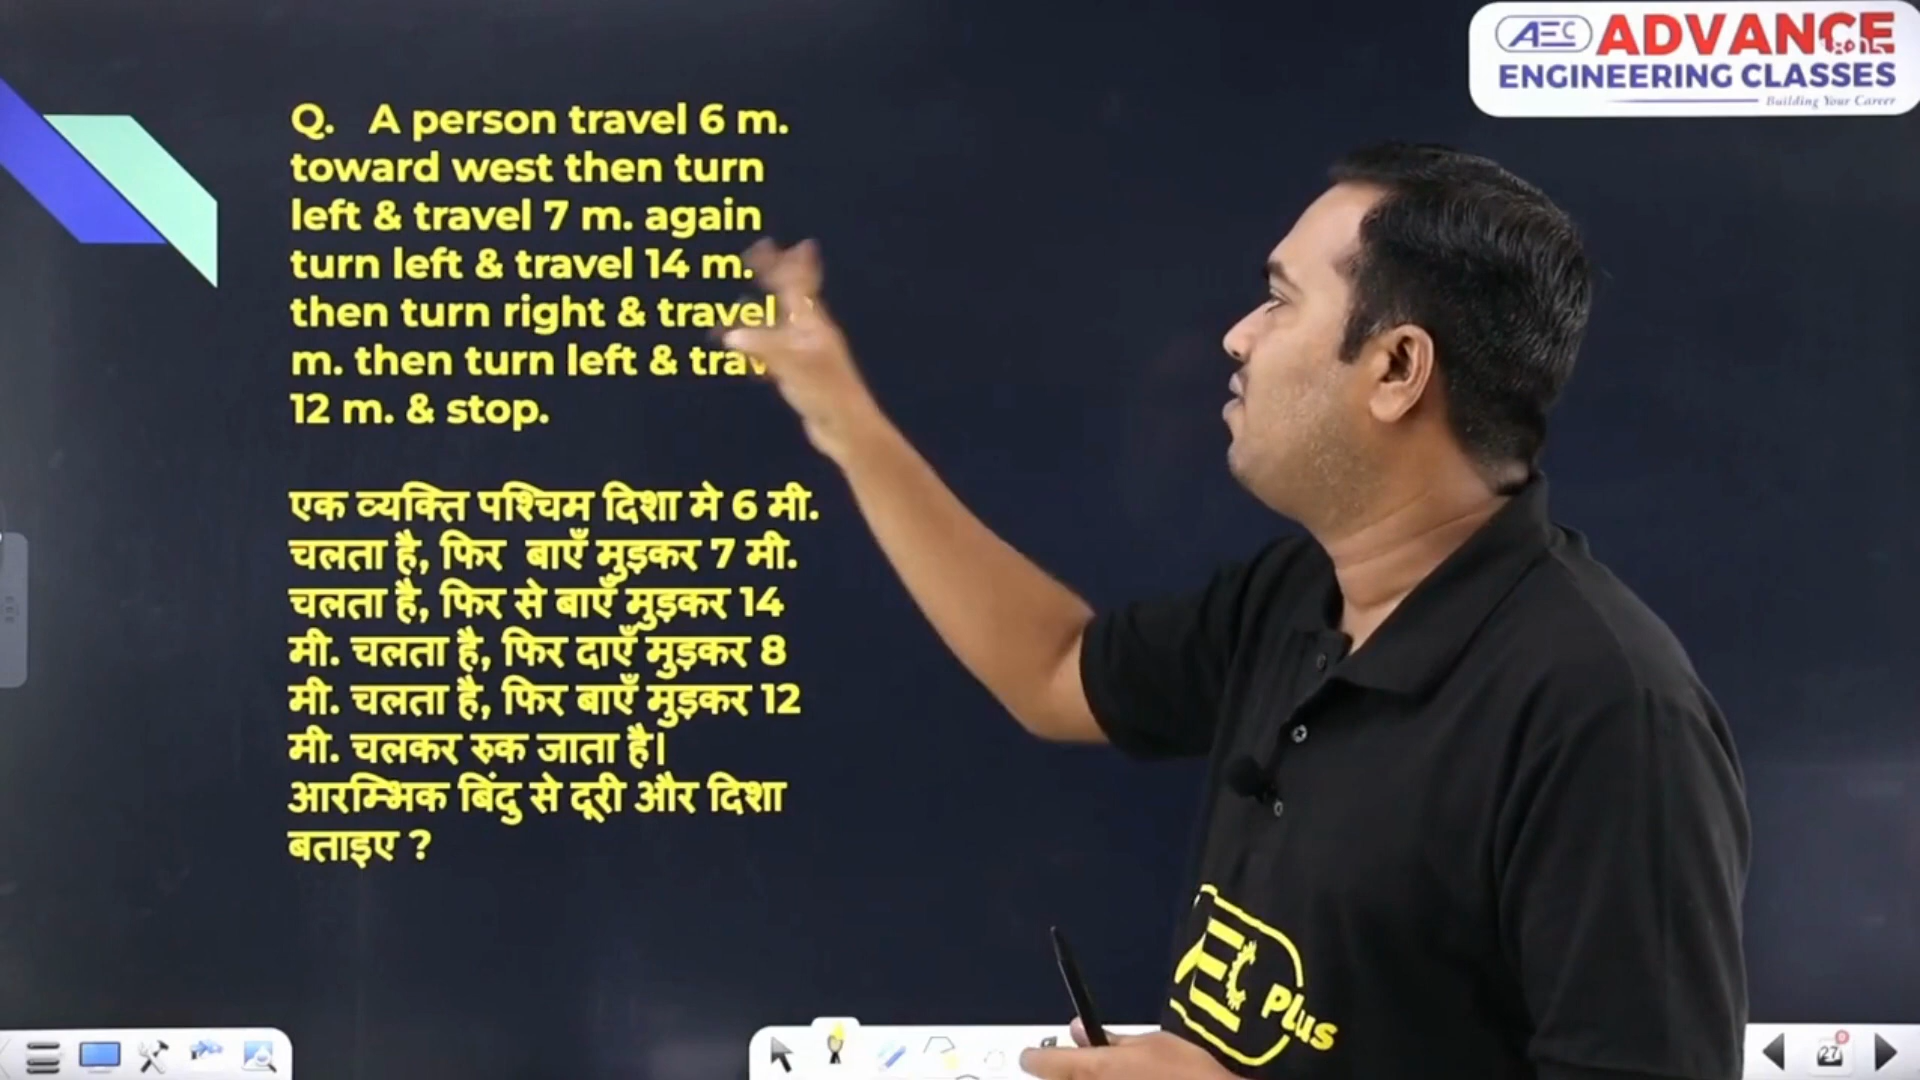 AEC ADVANCE
ENGINEERING CLASSES
Building Your Career
Q. A person travel 6 m.
toward west then turn
left & travel 7 m. again
turn left & travel 14 m.
then turn right & travel
m. then turn left &
12 m. & stop.
एक व्यक्ति पश्चिम दिशा मे 6 मी.
चलता है, फिर बाएँ मुड़कर 7 मी.
चलता है, फिर से बाएँ मुड़कर 14
मी. चलता है, फिर दाएँ मुड़कर 8
मी. चलता है, फिर बाएँ मुड़कर 12
मी. चलकर रुक जाता है।
आरम्भिक बिंदु से दूरी और दिशा
बताइए ?
AEC Plus
27